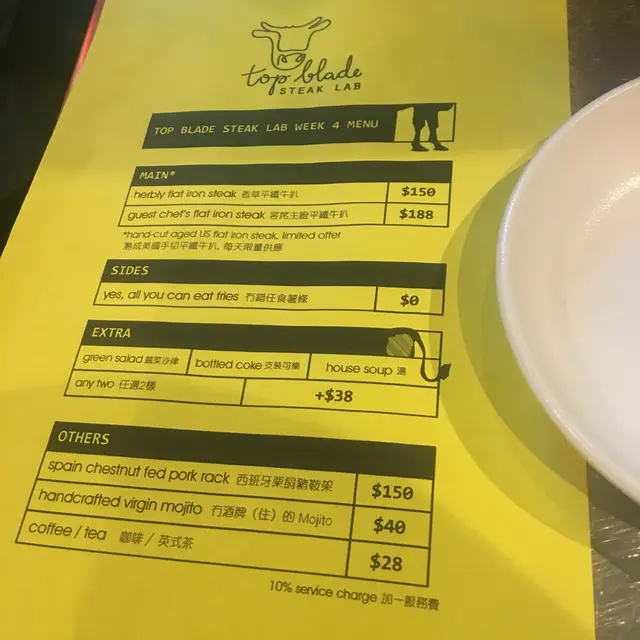 top blade
STEAK LAB
TOP BLADE STEAK LAB WEEK 4 MENU
MAIN*
herbly flat iron steak 香草平鐵牛扒 $150
guest chef's flat iron steak 客席主廚平鐵牛扒 $188
*hand-cut aged US flat iron steak, limited offer
熟成美國手切平鐵牛扒, 每天限量供應
SIDES
yes, all you can eat fries 冇錯任食薯條 $0
EXTRA
green salad 蔬菜沙律 bottled coke 支裝可樂 house soup 湯
any two 任選2樣 +$38
OTHERS
spain chestnut fed pork rack 西班牙栗飼豬鞍架 $150
handcrafted virgin mojito 冇酒牌（住）的 Mojito $40
coffee / tea 咖啡 / 英式茶 $28
10% service charge 加一服務費